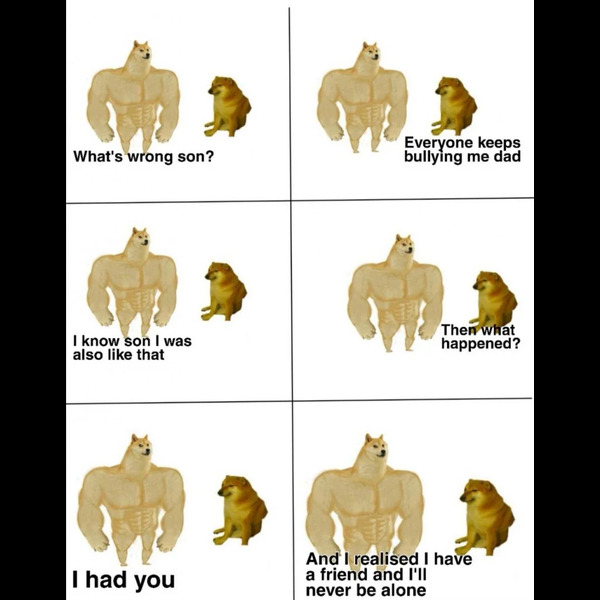 What's wrong son?
Everyone keeps
bullying me dad
I know son I was
also like that
Then what
happened?
I had you
And I realised I have
a friend and I'll
never be alone